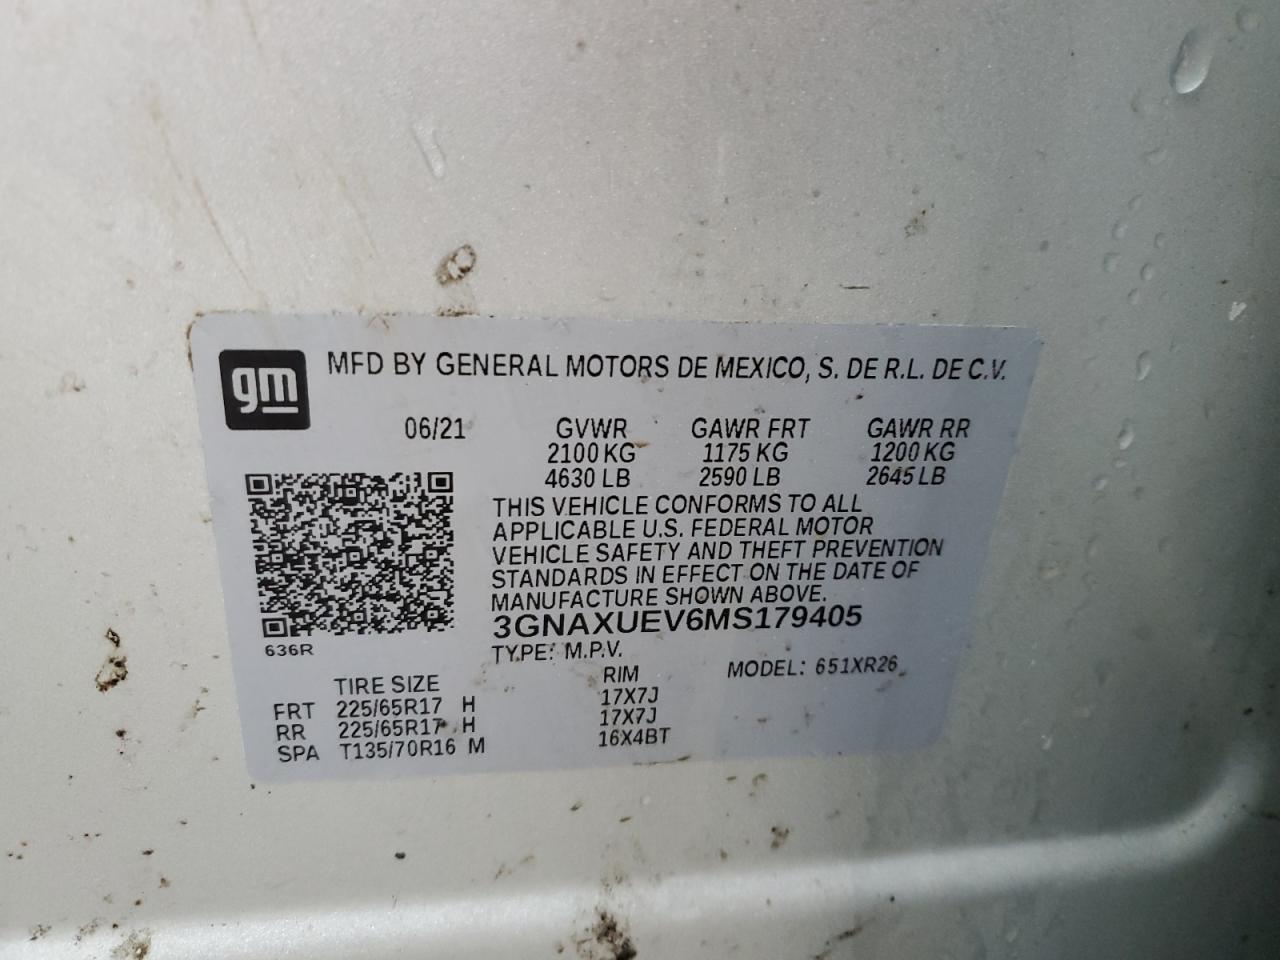 gm
MFD BY GENERAL MOTORS DE MEXICO, S. DE R.L. DE C.V.
06/21 GVWR GAWR FRT GAWR RR
2100 KG 1175 KG 1200 KG
4630 LB 2590 LB 2645 LB
THIS VEHICLE CONFORMS TO ALL
APPLICABLE U.S. FEDERAL MOTOR
VEHICLE SAFETY AND THEFT PREVENTION
STANDARDS IN EFFECT ON THE DATE OF
MANUFACTURE SHOWN ABOVE.
3GNAXUEV6MS179405
636R
TYPE: M.P.V.
MODEL: 651XR26
TIRE SIZE RIM
FRT 225/65R17 H 17X7J
RR 225/65R17 H 17X7J
SPA T135/70R16 M 16X4BT